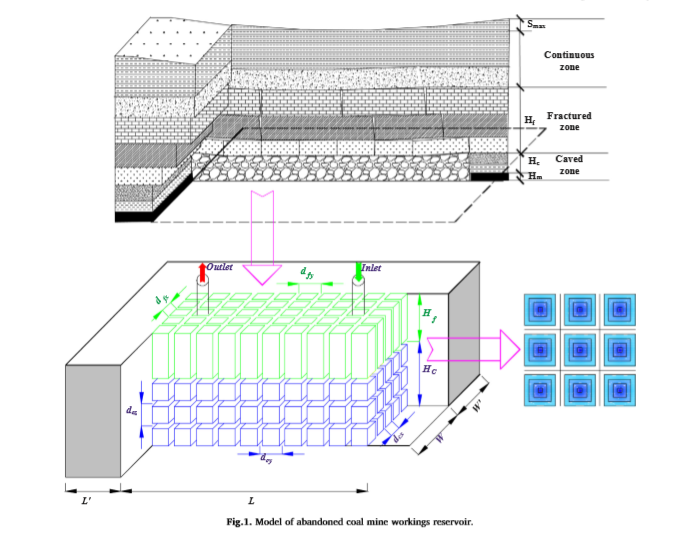 Smax
Continuous
zone
Hf Fractured
zone
Hc Caved
zone
Hm
Outlet
Inlet
dfy
dfx
Hf
HC
dcz
dcy
dcx
W
W'
L'
L
Fig.1. Model of abandoned coal mine workings reservoir.